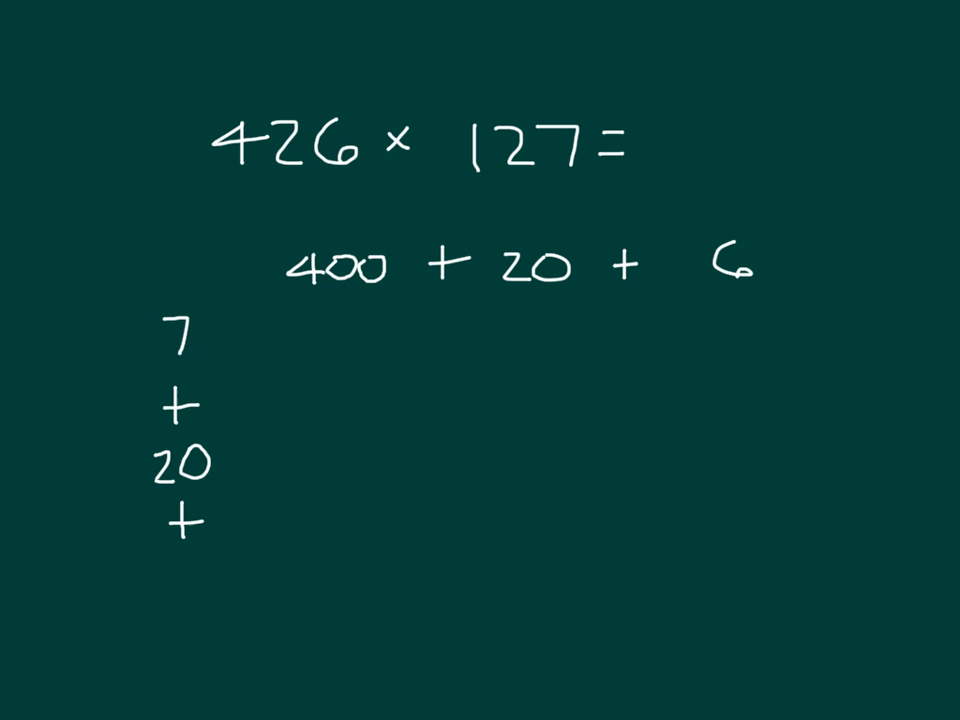 426 × 127 =
400 + 20 + 6
7
+
20
+